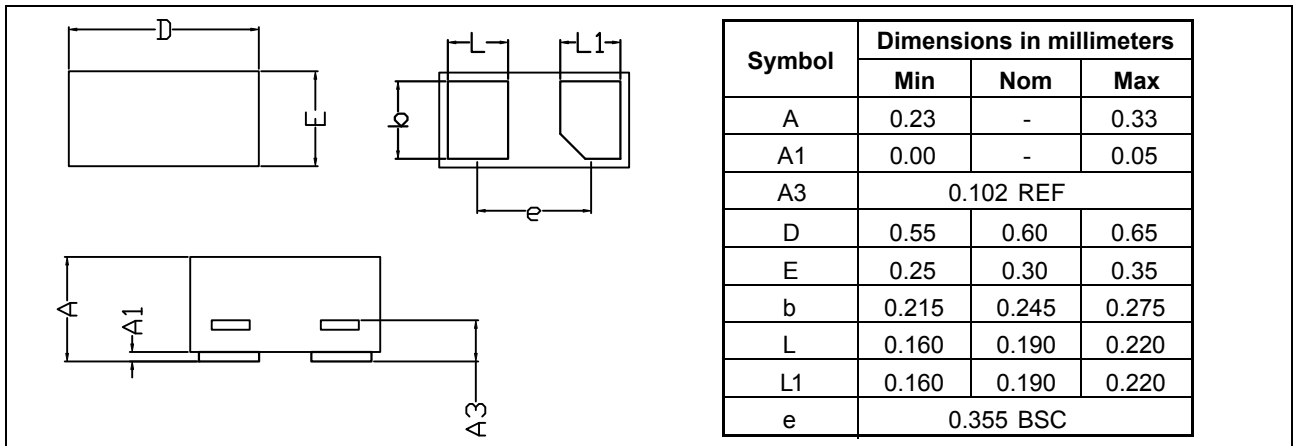 D
E
L
L1
b
e
A
A1
A3
Symbol
Dimensions in millimeters
Min Nom Max
A 0.23 - 0.33
A1 0.00 - 0.05
A3 0.102 REF
D 0.55 0.60 0.65
E 0.25 0.30 0.35
b 0.215 0.245 0.275
L 0.160 0.190 0.220
L1 0.160 0.190 0.220
e 0.355 BSC